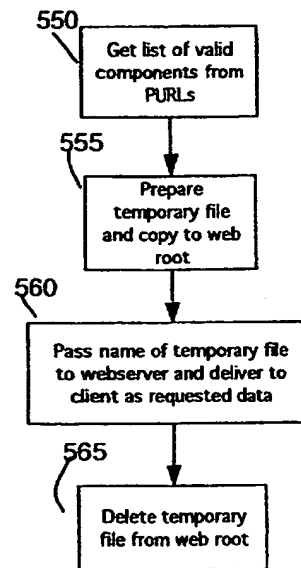 550
Get list of valid
components from
PURLs
555
Prepare
temporary file
and copy to web
root
560
Pass name of temporary file
to webserver and deliver to
client as requested data
565
Delete temporary
file from web root